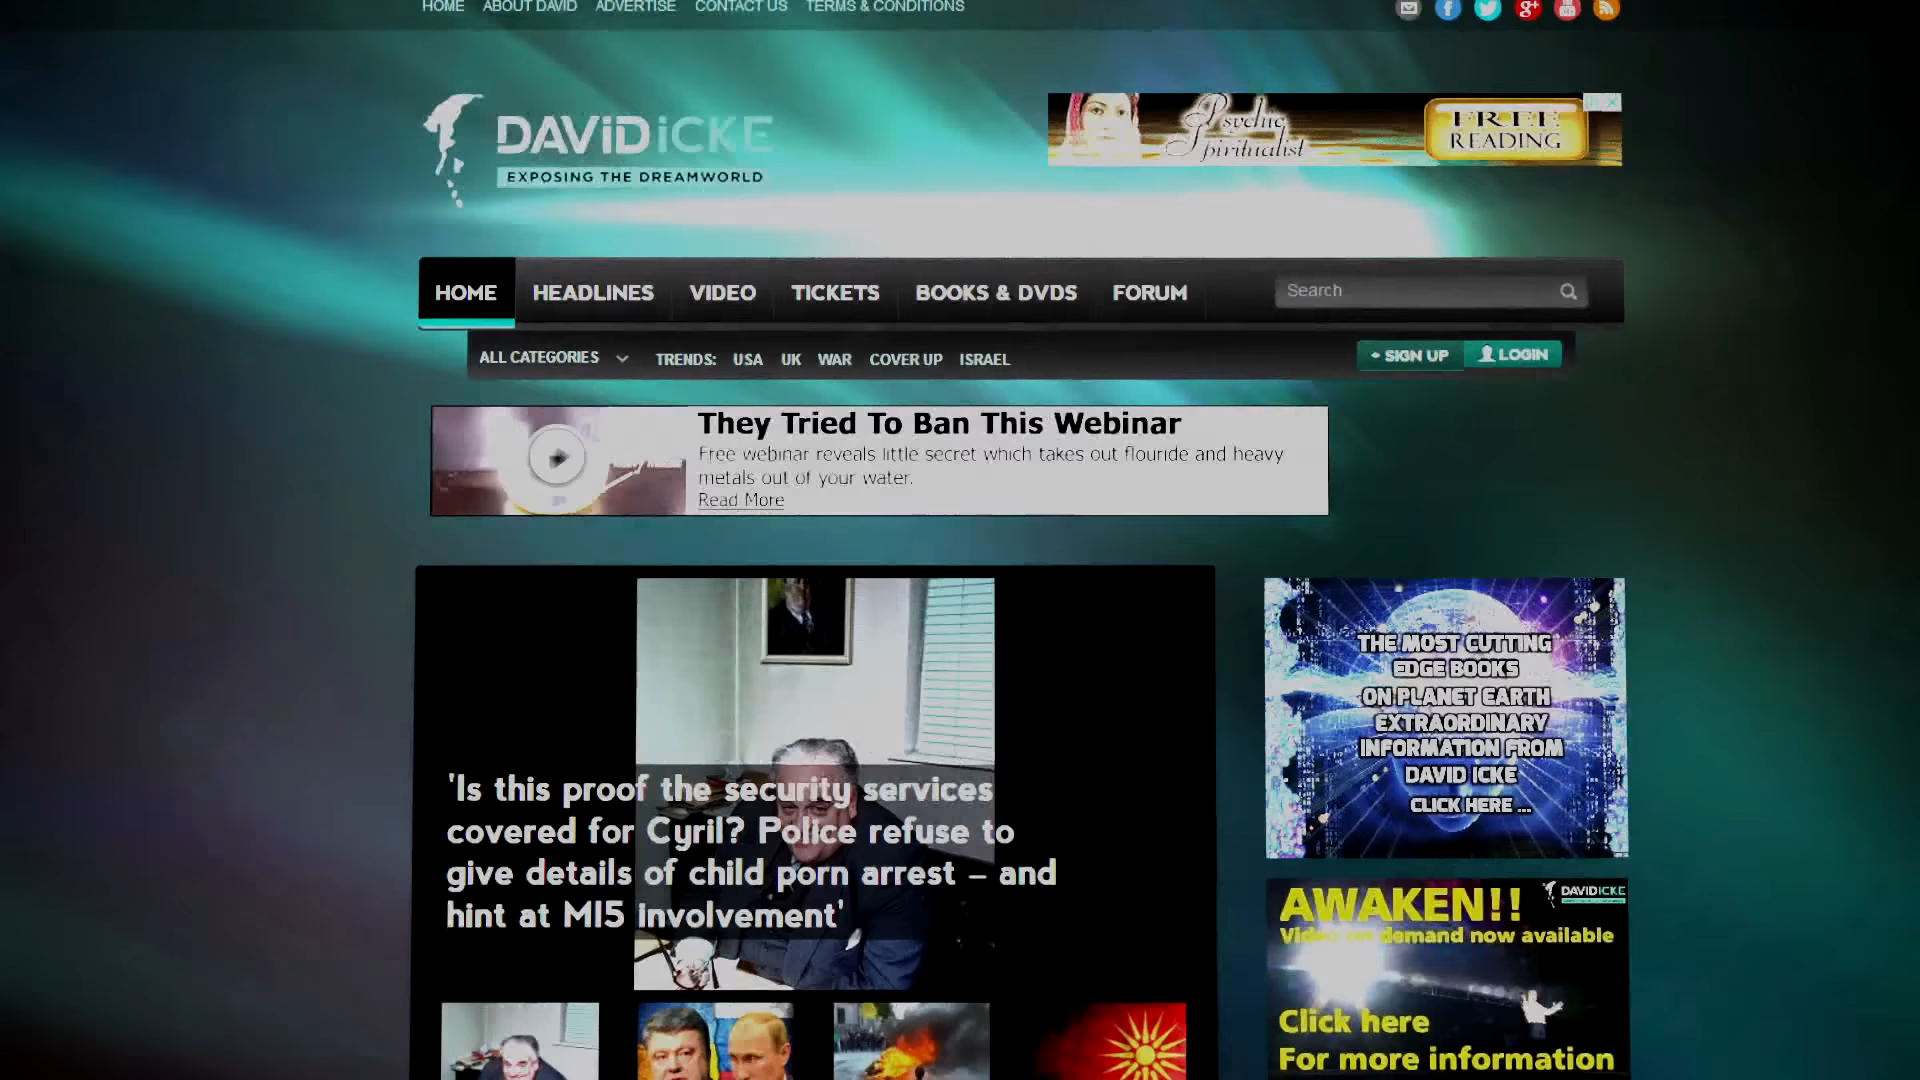 HOME ABOUT DAVID ADVERTISE CONTACT US TERMS & CONDITIONS
DAViDiCKE
EXPOSING THE DREAMWORLD
Psychic
Spiritualist
FREE
READING
HOME HEADLINES VIDEO TICKETS BOOKS & DVDS FORUM Search
ALL CATEGORIES TRENDS: USA UK WAR COVER UP ISRAEL + SIGN UP LOGIN
They Tried To Ban This Webinar
Free webinar reveals little secret which takes out flouride and heavy
metals out of your water.
Read More
'Is this proof the security services
covered for Cyril? Police refuse to
give details of child porn arrest – and
hint at MI5 involvement'
THE MOST CUTTING
EDGE BOOKS
ON PLANET EARTH
EXTRAORDINARY
INFORMATION FROM
DAVID ICKE
CLICK HERE ...
AWAKEN!!
DAVIDICKE
Video on demand now available
Click here
For more information